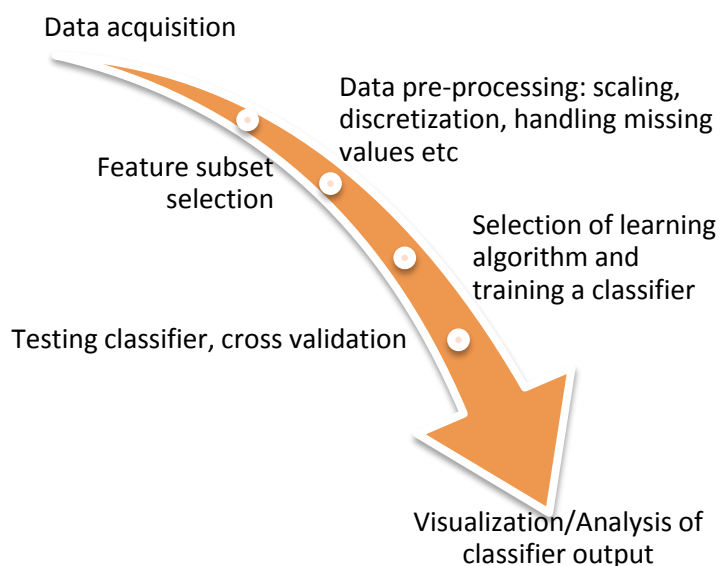 Data acquisition
Data pre-processing: scaling,
discretization, handling missing
values etc
Feature subset
selection
Selection of learning
algorithm and
training a classifier
Testing classifier, cross validation
Visualization/Analysis of
classifier output